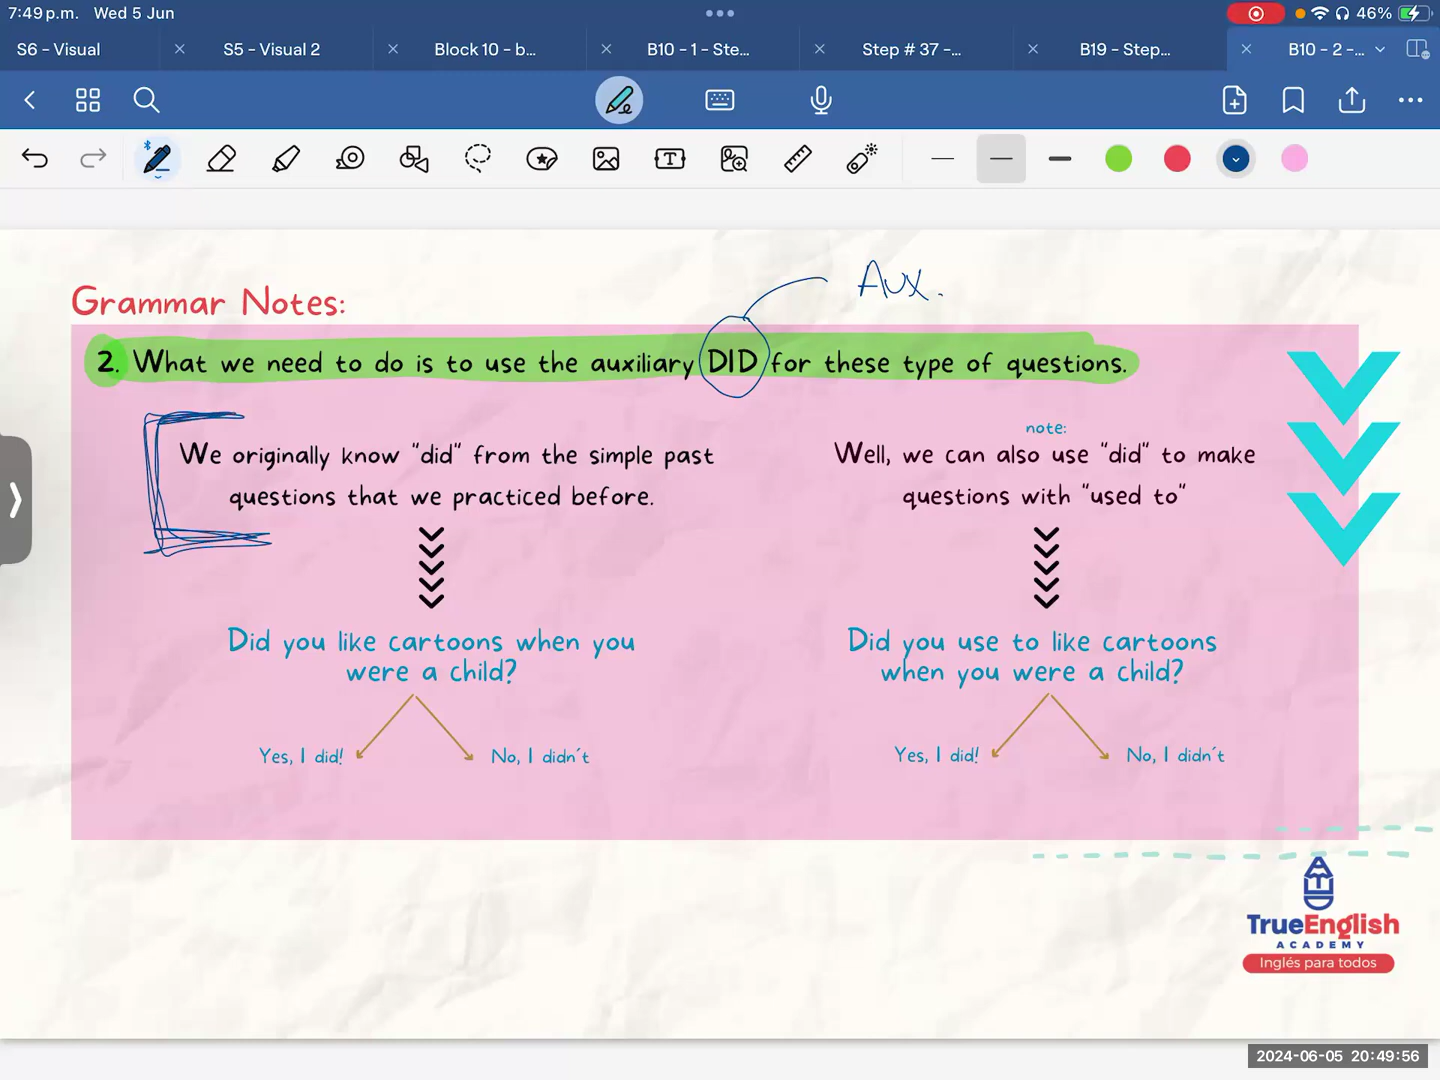 7:49 p.m.  Wed 5 Jun
46%
S6 - Visual
S5 - Visual 2
Block 10 - b...
B10 - 1 - Ste...
Step # 37 -...
B19 - Step...
B10 - 2 -...
Aux.
Grammar Notes:
2. What we need to do is to use the auxiliary DID for these type of questions.
We originally know "did" from the simple past
questions that we practiced before.
note:
Well, we can also use "did" to make
questions with "used to"
Did you like cartoons when you
were a child?
Yes, I did!
No, I didn´t
Did you use to like cartoons
when you were a child?
Yes, I did!
No, I didn´t
TrueEnglish
ACADEMY
Inglés para todos
2024-06-05 20:49:56